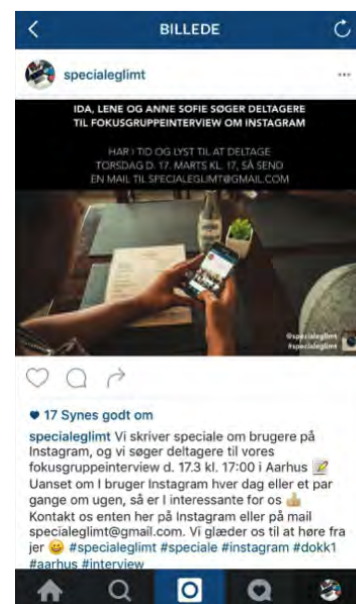 BILLEDE
specialeglimt
IDA, LENE OG ANNE SOFIE SØGER DELTAGERE
TIL FOKUSGRUPPEINTERVIEW OM INSTAGRAM
HAR I TID OG LYST TIL AT DELTAGE
TORSDAG D. 17. MARTS KL. 17, SÅ SEND
EN MAIL TIL SPECIALEGLIMT@GMAIL.COM
@specialeglimt
#specialeglimt
17 Synes godt om
specialeglimt Vi skriver speciale om brugere på
Instagram, og vi søger deltagere til vores
fokusgruppeinterview d. 17.3 kl. 17:00 i Aarhus 📝
Uanset om I bruger Instagram hver dag eller et par
gange om ugen, så er I interessante for os 👍
Kontakt os enten her på Instagram eller på mail
specialeglimt@gmail.com. Vi glæder os til at høre fra
jer 😄 #specialeglimt #speciale #instagram #dokk1
#aarhus #interview